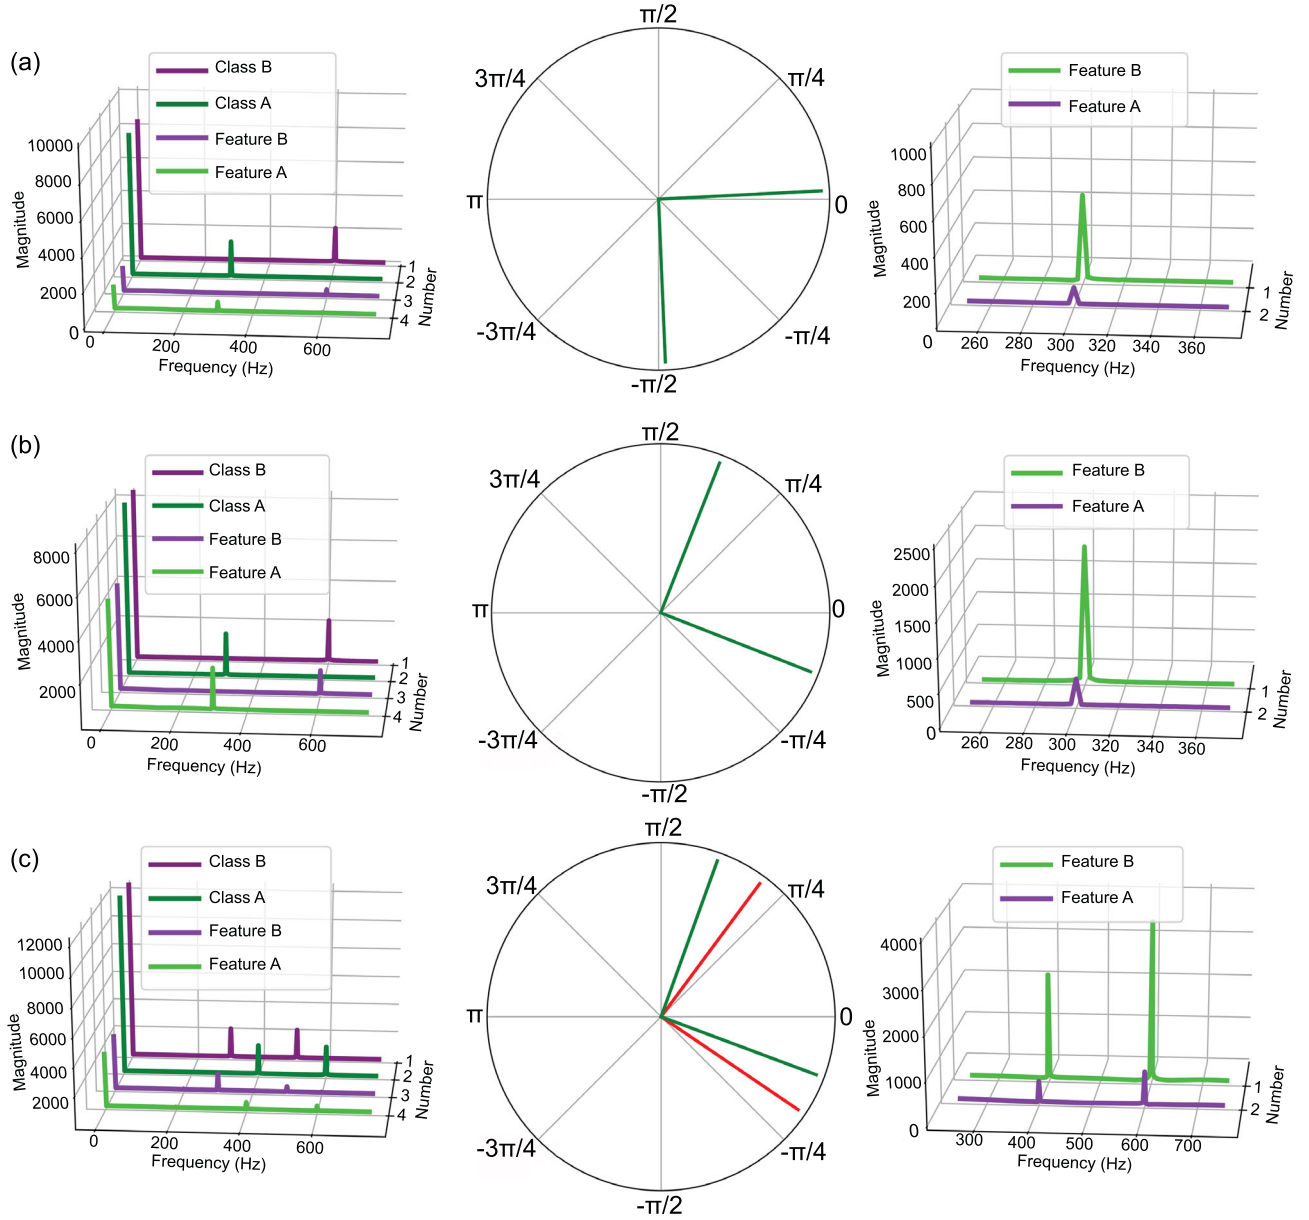 (a)
Class B
Class A
Feature B
Feature A
10000
8000
6000
4000
2000
0
Magnitude
0
200
400
600
Frequency (Hz)
1
2
3
4
Number
π/2
3π/4
π/4
π
0
-3π/4
-π/4
-π/2
Feature B
Feature A
1000
800
600
400
200
0
Magnitude
260
280
300
320
340
360
Frequency (Hz)
1
2
Number
(b)
Class B
Class A
Feature B
Feature A
8000
6000
4000
2000
Magnitude
0
200
400
600
Frequency (Hz)
1
2
3
4
Number
π/2
3π/4
π/4
π
0
-3π/4
-π/4
-π/2
Feature B
Feature A
2500
2000
1500
1000
500
0
Magnitude
260
280
300
320
340
360
Frequency (Hz)
1
2
Number
(c)
Class B
Class A
Feature B
Feature A
12000
10000
8000
6000
4000
2000
Magnitude
0
200
400
600
Frequency (Hz)
1
2
3
4
Number
π/2
3π/4
π/4
π
0
-3π/4
-π/4
-π/2
Feature B
Feature A
4000
3000
2000
1000
0
Magnitude
300
400
500
600
700
Frequency (Hz)
1
2
Number